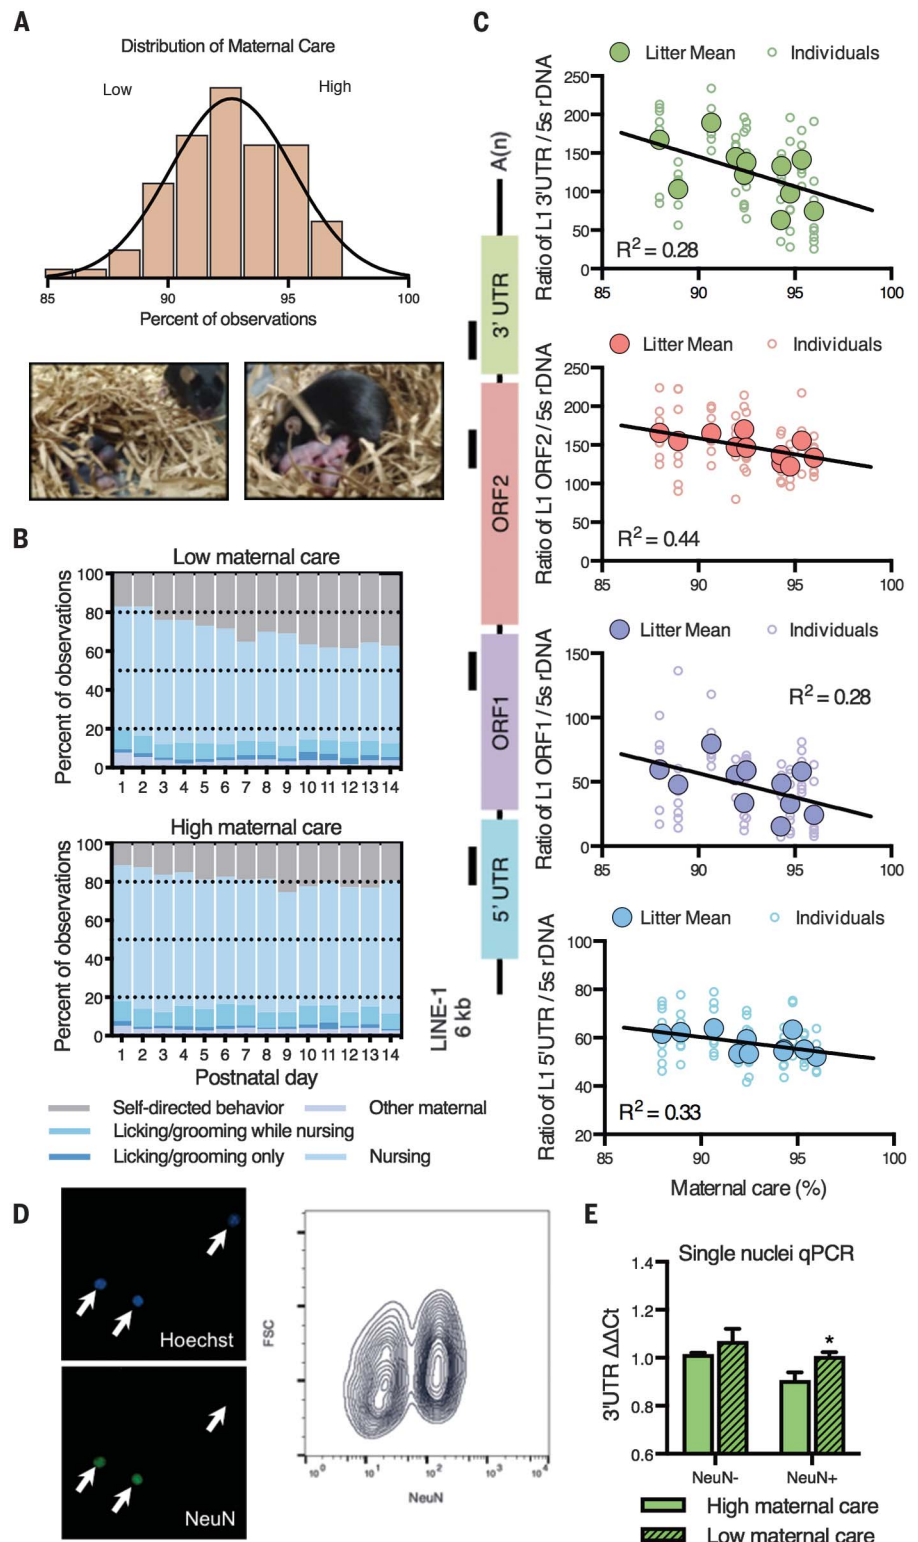 A
Distribution of Maternal Care
Low
High
85
90
95
100
Percent of observations
B
Low maternal care
Percent of observations
100
80
60
40
20
0
1 2 3 4 5 6 7 8 9 10 11 12 13 14
High maternal care
Percent of observations
100
80
60
40
20
0
1 2 3 4 5 6 7 8 9 10 11 12 13 14
Postnatal day
Self-directed behavior
Other maternal
Licking/grooming while nursing
Licking/grooming only
Nursing
A(n)
3' UTR
ORF2
ORF1
5' UTR
LINE-1
6 kb
C
Litter Mean Individuals
Ratio of L1 3'UTR / 5s rDNA
250
200
150
100
50
0
R² = 0.28
85 90 95 100
Litter Mean Individuals
Ratio of L1 ORF2 / 5s rDNA
250
200
150
100
50
0
R² = 0.44
85 90 95 100
Litter Mean Individuals
Ratio of L1 ORF1 / 5s rDNA
150
100
50
0
R² = 0.28
85 90 95 100
Litter Mean Individuals
Ratio of L1 5'UTR / 5s rDNA
100
80
60
40
20
R² = 0.33
85 90 95 100
Maternal care (%)
D
Hoechst
NeuN
FSC
10⁰ 10¹ 10² 10³ 10⁴
NeuN
E
Single nuclei qPCR
3'UTR ΔΔCt
1.4
1.2
1.0
0.8
0.6
*
NeuN- NeuN+
High maternal care
Low maternal care